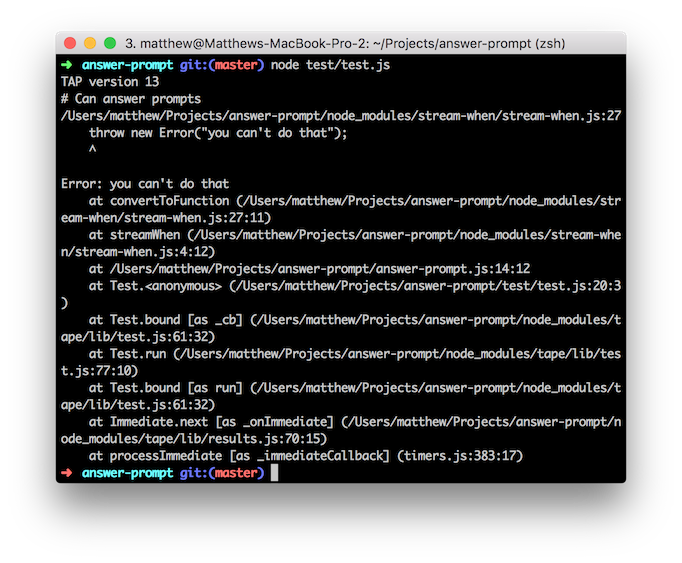 3. matthew@Matthews-MacBook-Pro-2: ~/Projects/answer-prompt (zsh)
➜ answer-prompt git:(master) node test/test.js
TAP version 13
# Can answer prompts
/Users/matthew/Projects/answer-prompt/node_modules/stream-when/stream-when.js:27
    throw new Error("you can't do that");
    ^
Error: you can't do that
    at convertToFunction (/Users/matthew/Projects/answer-prompt/node_modules/str
eam-when/stream-when.js:27:11)
    at streamWhen (/Users/matthew/Projects/answer-prompt/node_modules/stream-whe
n/stream-when.js:4:12)
    at /Users/matthew/Projects/answer-prompt/answer-prompt.js:14:12
    at Test.<anonymous> (/Users/matthew/Projects/answer-prompt/test/test.js:20:3
)
    at Test.bound [as _cb] (/Users/matthew/Projects/answer-prompt/node_modules/t
ape/lib/test.js:61:32)
    at Test.run (/Users/matthew/Projects/answer-prompt/node_modules/tape/lib/tes
t.js:77:10)
    at Test.bound [as run] (/Users/matthew/Projects/answer-prompt/node_modules/t
ape/lib/test.js:61:32)
    at Immediate.next [as _onImmediate] (/Users/matthew/Projects/answer-prompt/n
ode_modules/tape/lib/results.js:70:15)
    at processImmediate [as _immediateCallback] (timers.js:383:17)
➜ answer-prompt git:(master)